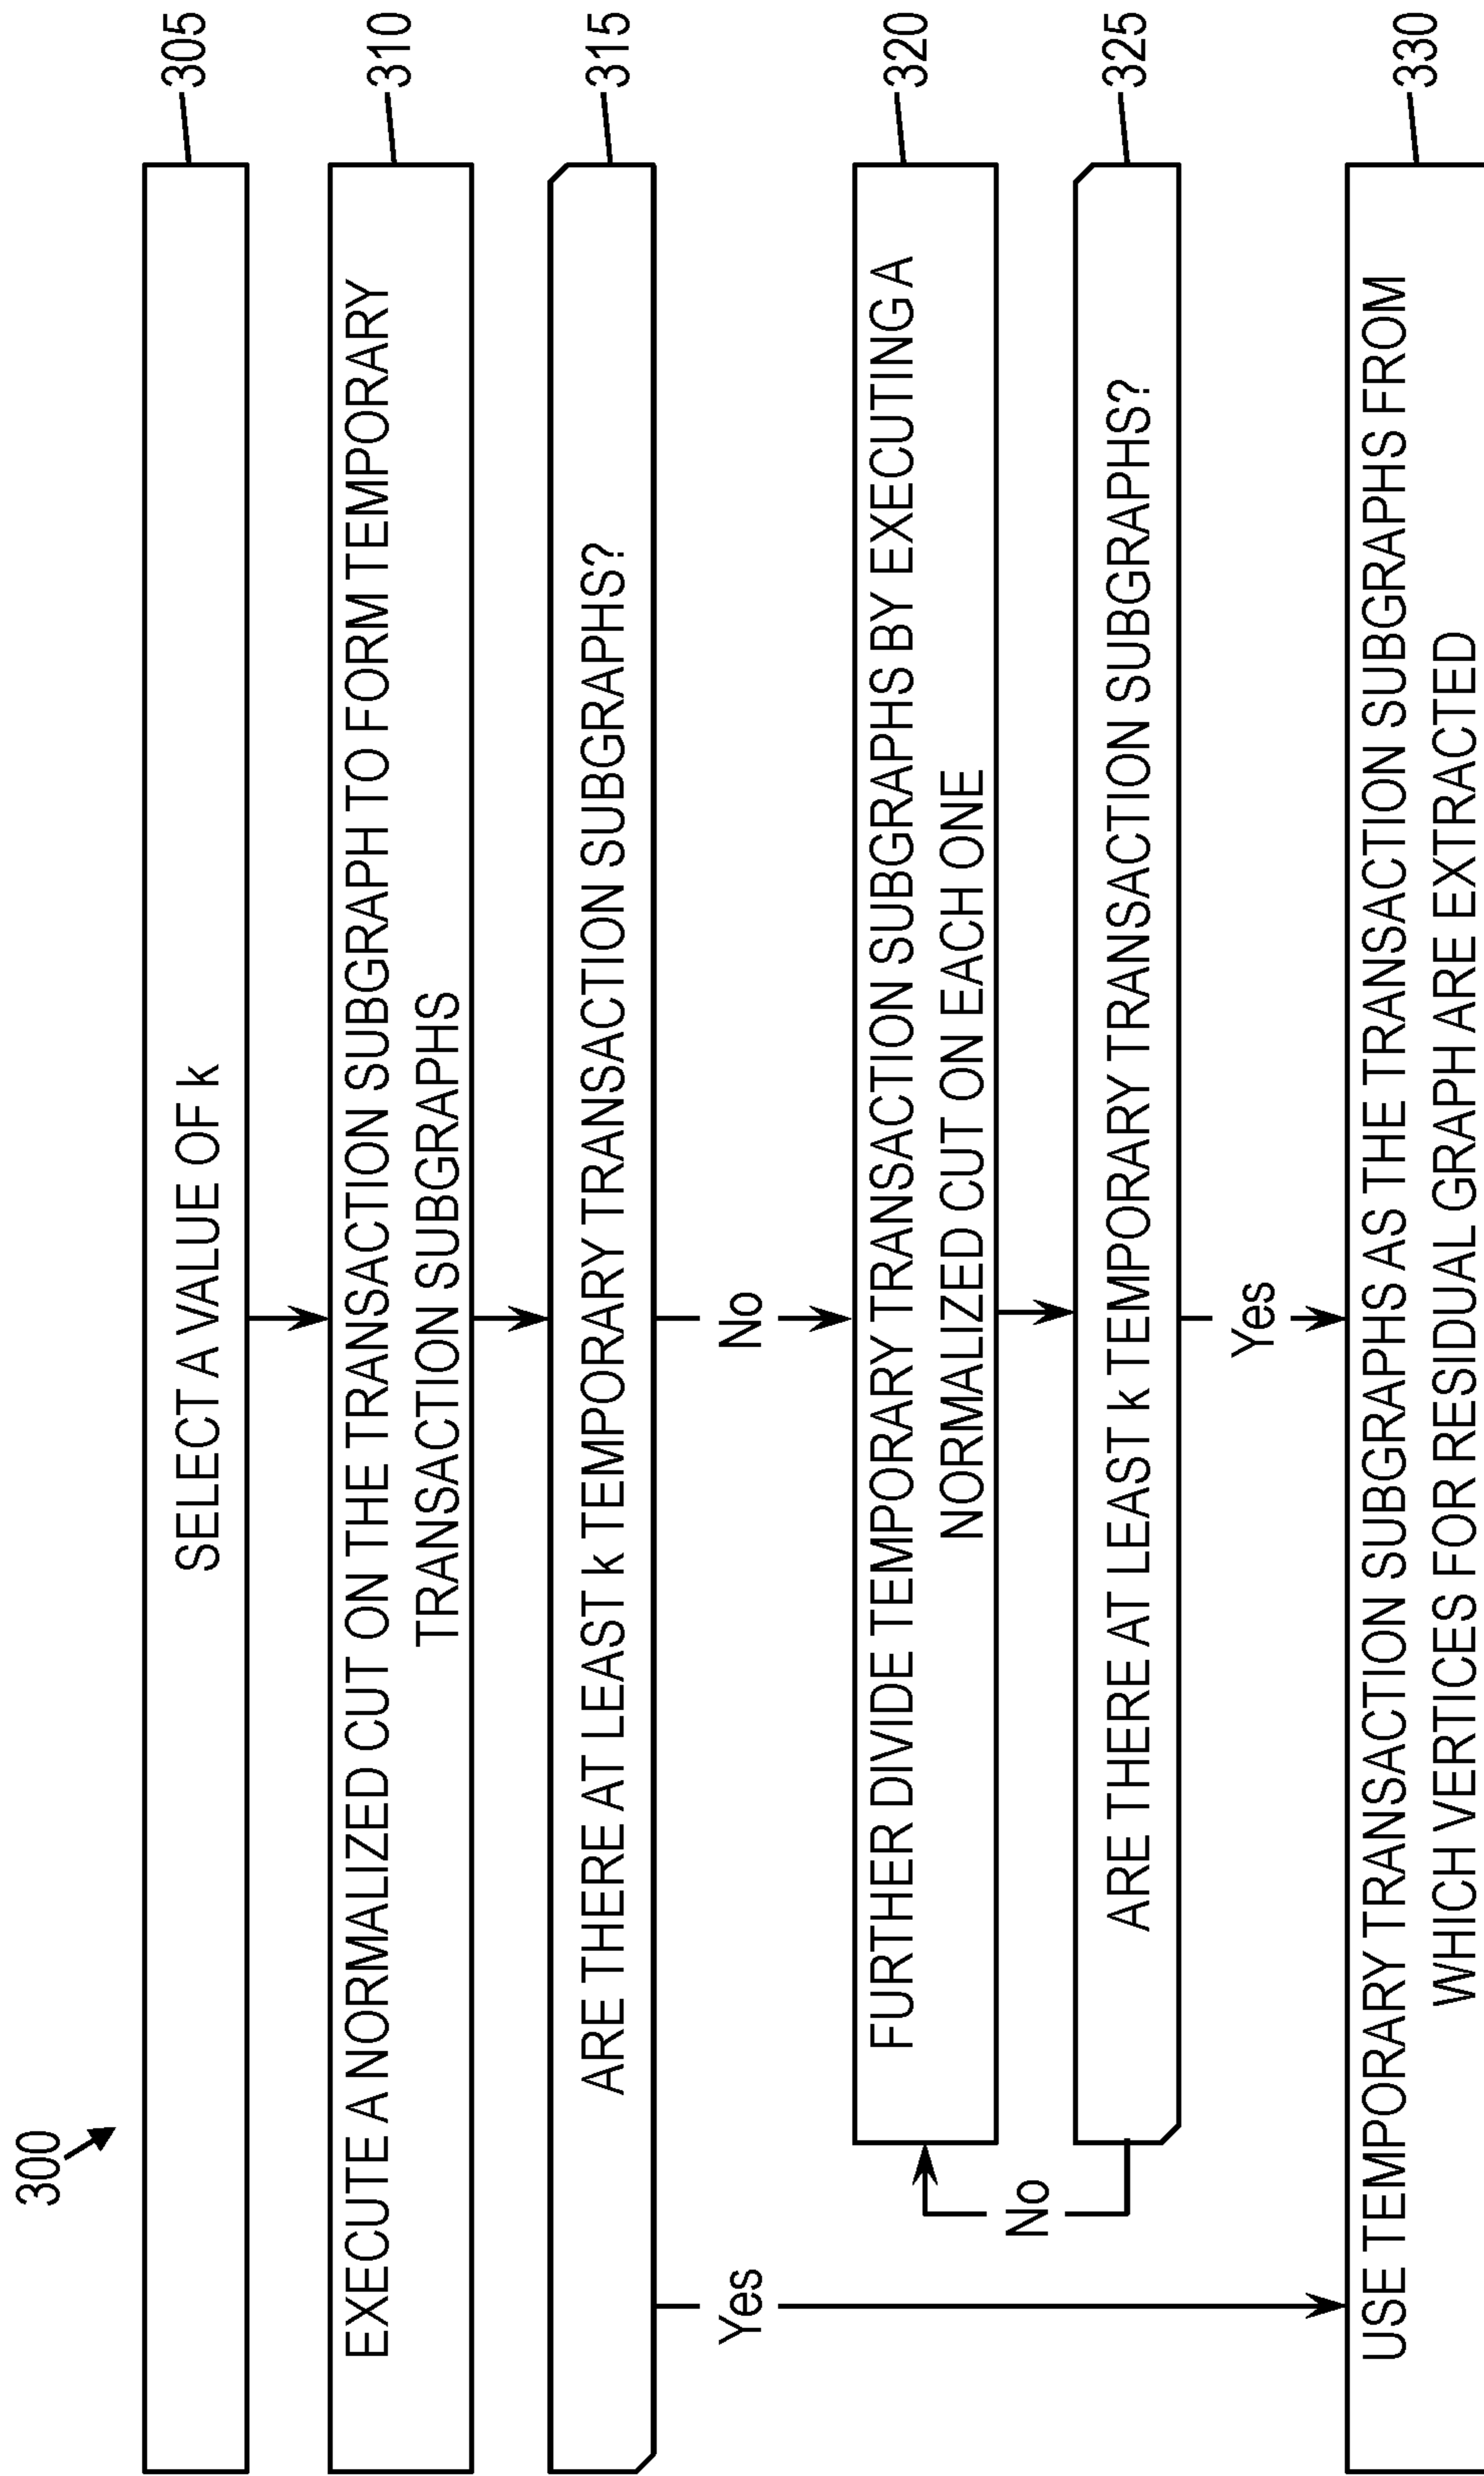 300
SELECT A VALUE OF k
305
EXECUTE A NORMALIZED CUT ON THE TRANSACTION SUBGRAPH TO FORM TEMPORARY
TRANSACTION SUBGRAPHS
310
ARE THERE AT LEAST k TEMPORARY TRANSACTION SUBGRAPHS?
315
Yes
No
FURTHER DIVIDE TEMPORARY TRANSACTION SUBGRAPHS BY EXECUTING A
NORMALIZED CUT ON EACH ONE
320
No
ARE THERE AT LEAST k TEMPORARY TRANSACTION SUBGRAPHS?
325
Yes
USE TEMPORARY TRANSACTION SUBGRAPHS AS THE TRANSACTION SUBGRAPHS FROM
WHICH VERTICES FOR RESIDUAL GRAPH ARE EXTRACTED
330